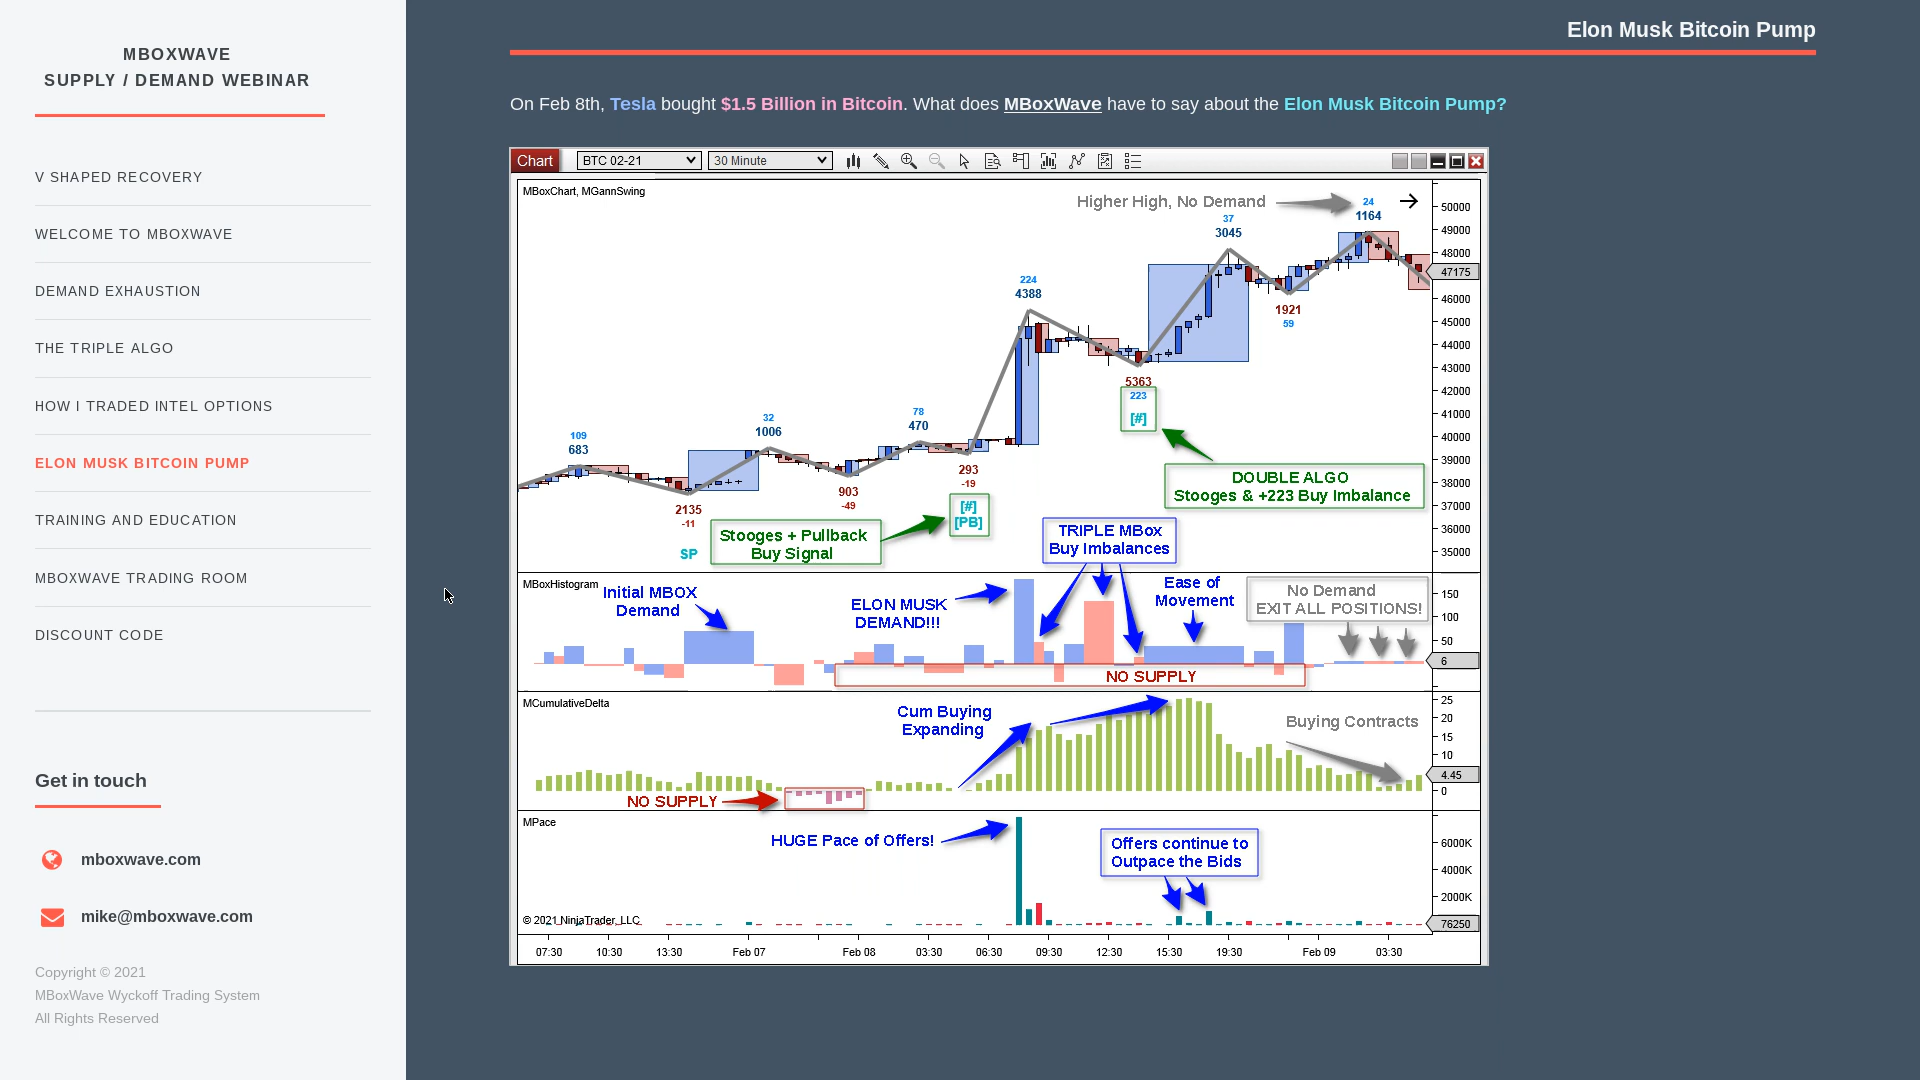 MBOXWAVE
SUPPLY / DEMAND WEBINAR
V SHAPED RECOVERY
WELCOME TO MBOXWAVE
DEMAND EXHAUSTION
THE TRIPLE ALGO
HOW I TRADED INTEL OPTIONS
ELON MUSK BITCOIN PUMP
TRAINING AND EDUCATION
MBOXWAVE TRADING ROOM
DISCOUNT CODE
Get in touch
mboxwave.com
mike@mboxwave.com
Copyright © 2021
MBoxWave Wyckoff Trading System
All Rights Reserved
Elon Musk Bitcoin Pump
On Feb 8th, Tesla bought $1.5 Billion in Bitcoin. What does MBoxWave have to say about the Elon Musk Bitcoin Pump?
Chart
BTC 02-21
30 Minute
MBoxChart, MGannSwing
Higher High, No Demand
24
1164
37
3045
224
4388
1921
59
5363
223
[#]
109
683
32
1006
78
470
2135
-11
SP
903
-49
293
-19
[#]
[PB]
Stooges + Pullback
Buy Signal
DOUBLE ALGO
Stooges & +223 Buy Imbalance
50000
49000
48000
47175
46000
45000
44000
43000
42000
41000
40000
39000
38000
37000
36000
35000
MBoxHistogram
Initial MBOX
Demand
ELON MUSK
DEMAND!!!
TRIPLE MBox
Buy Imbalances
Ease of
Movement
No Demand
EXIT ALL POSITIONS!
NO SUPPLY
150
100
50
6
MCumulativeDelta
Cum Buying
Expanding
Buying Contracts
NO SUPPLY
25
20
15
10
4.45
0
MPace
HUGE Pace of Offers!
Offers continue to
Outpace the Bids
6000K
4000K
2000K
76250
© 2021 NinjaTrader, LLC
07:30
10:30
13:30
Feb 07
Feb 08
03:30
06:30
09:30
12:30
15:30
19:30
Feb 09
03:30